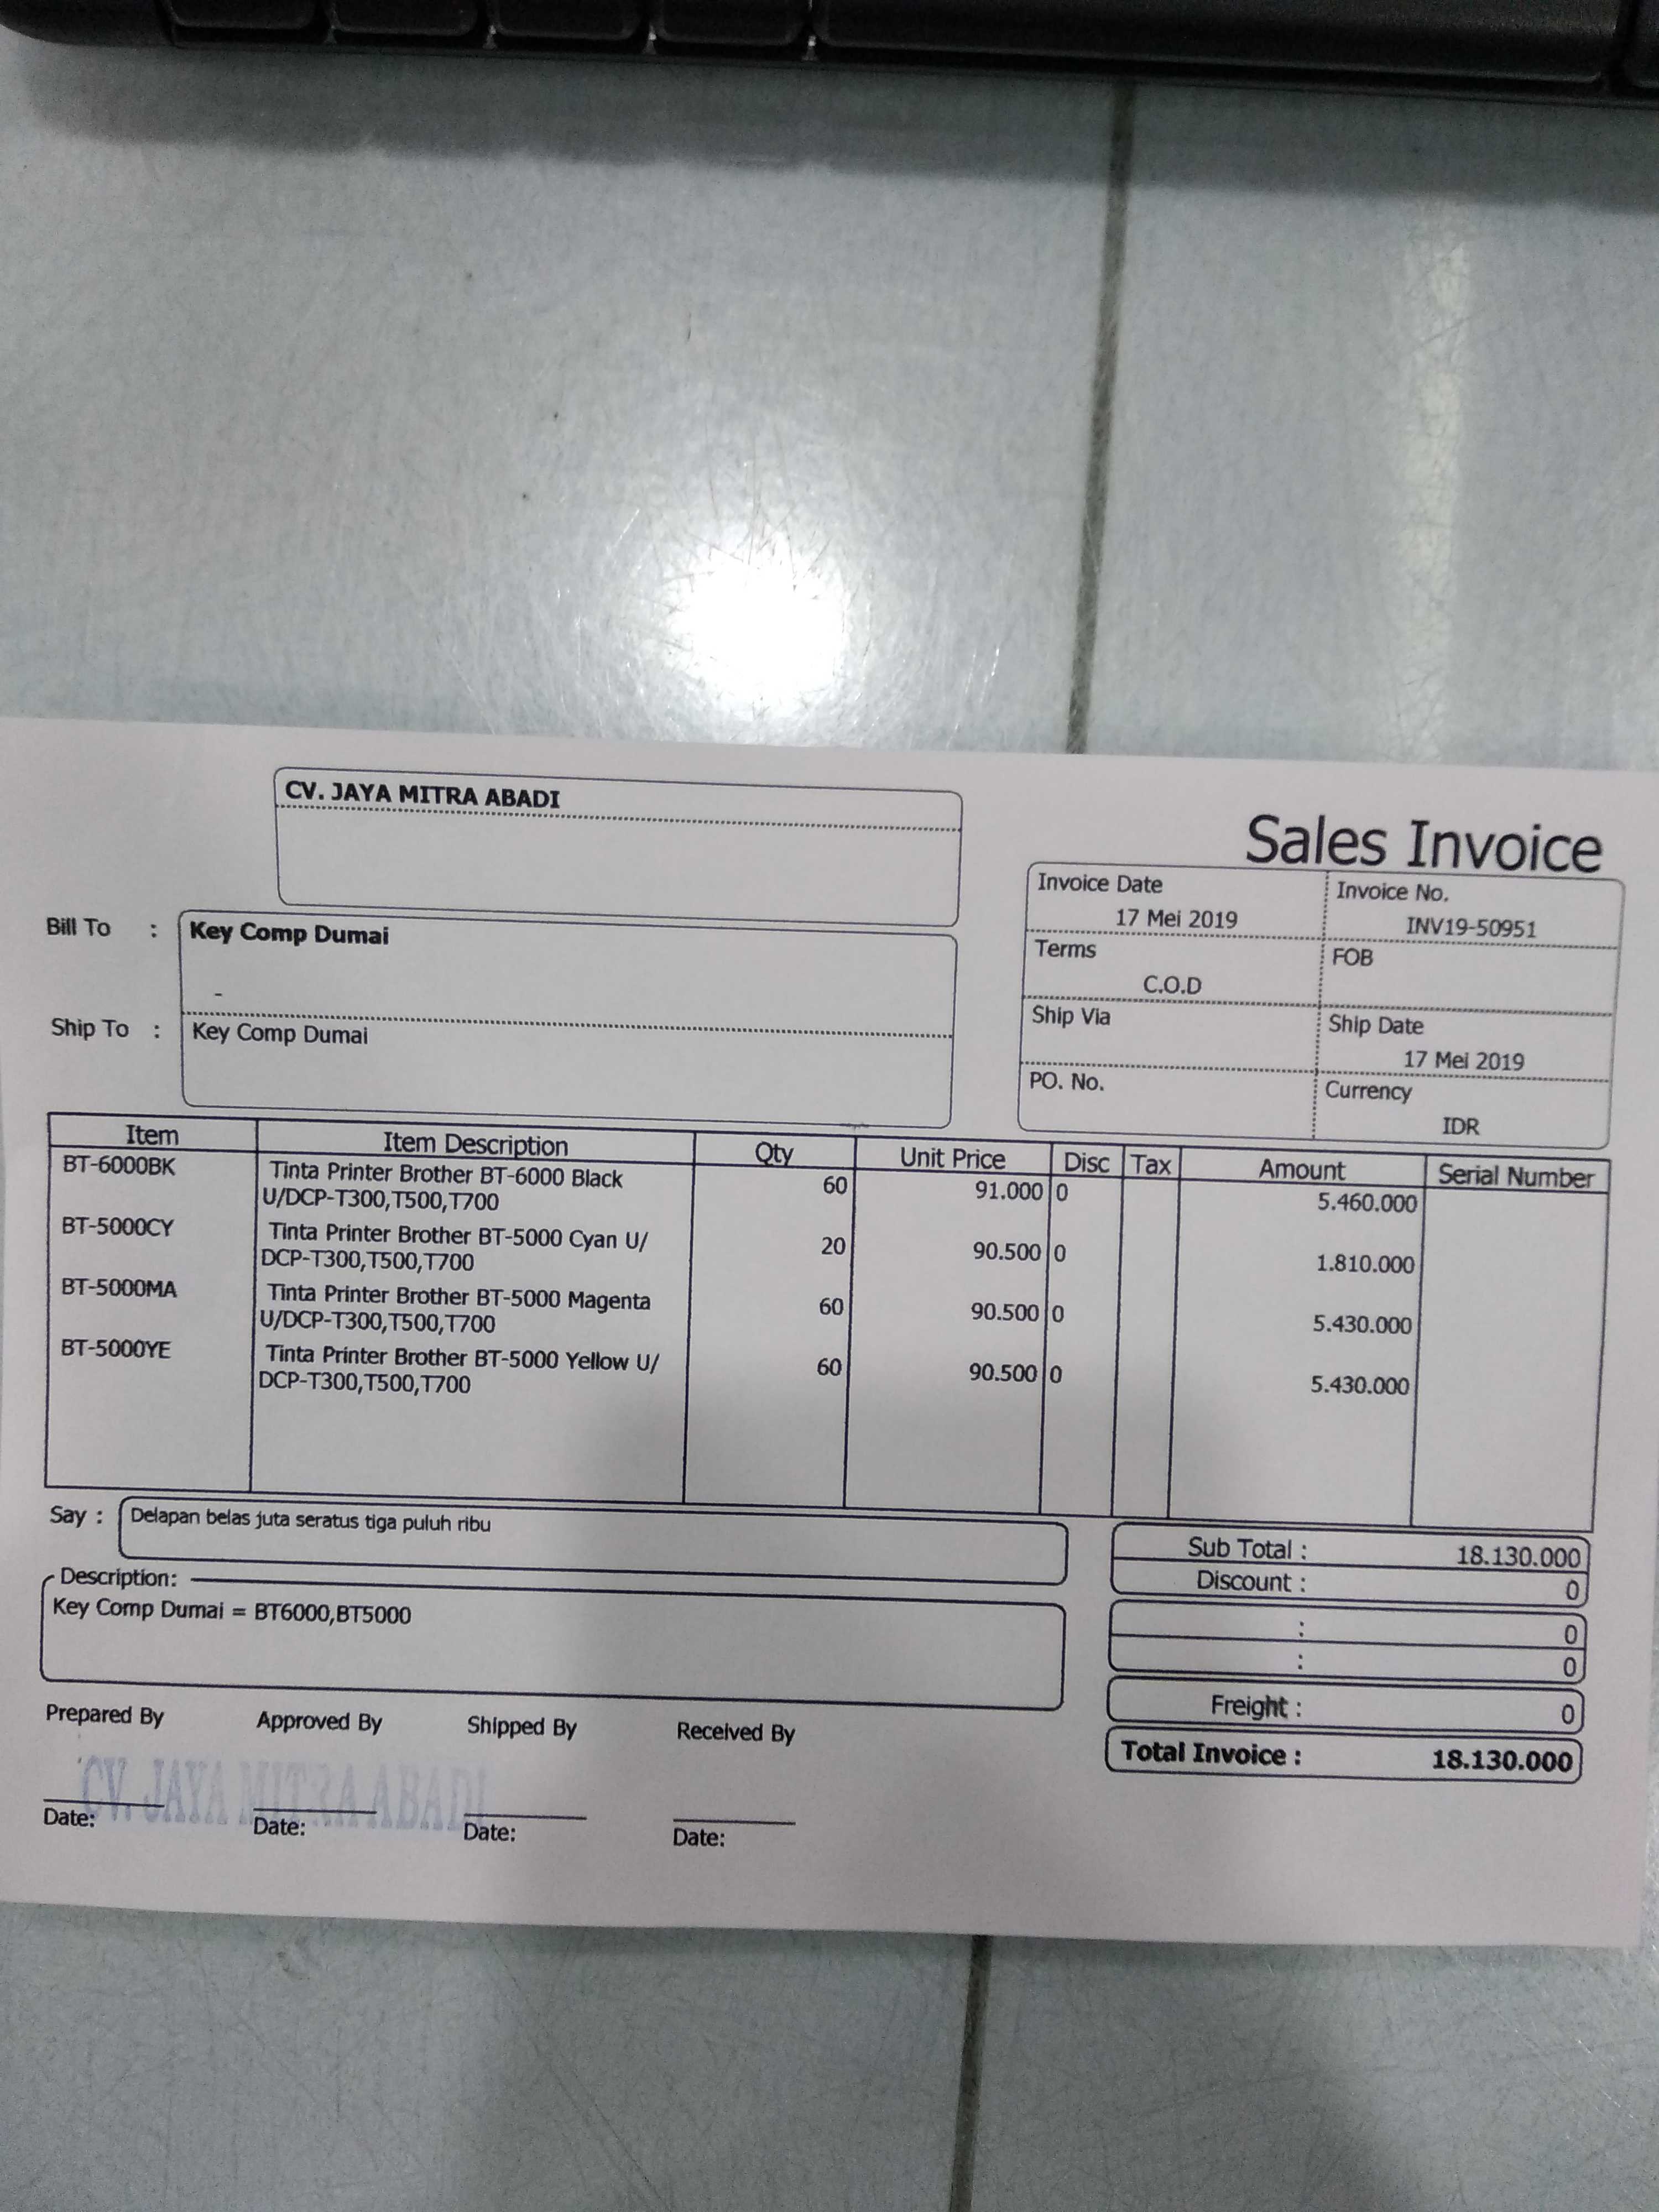 CV. JAYA MITRA ABADI
Sales Invoice
Invoice Date
17 Mei 2019
Invoice No.
INV19-50951
Bill To : Key Comp Dumai
-
Terms
C.O.D
FOB
Ship To : Key Comp Dumai
Ship Via
Ship Date
17 Mei 2019
PO. No.
Currency
IDR
Item Item Description Qty Unit Price Disc Tax Amount Serial Number
BT-6000BK Tinta Printer Brother BT-6000 Black 60 91.000 0 5.460.000
U/DCP-T300,T500,T700
BT-5000CY Tinta Printer Brother BT-5000 Cyan U/ 20 90.500 0 1.810.000
DCP-T300,T500,T700
BT-5000MA Tinta Printer Brother BT-5000 Magenta 60 90.500 0 5.430.000
U/DCP-T300,T500,T700
BT-5000YE Tinta Printer Brother BT-5000 Yellow U/ 60 90.500 0 5.430.000
DCP-T300,T500,T700
Say : Delapan belas juta seratus tiga puluh ribu
Sub Total : 18.130.000
Discount : 0
Description:
Key Comp Dumai = BT6000,BT5000
: 0
: 0
Freight : 0
Total Invoice : 18.130.000
Prepared By Approved By Shipped By Received By
CV. JAYA MITRA ABADI
Date: Date: Date: Date: